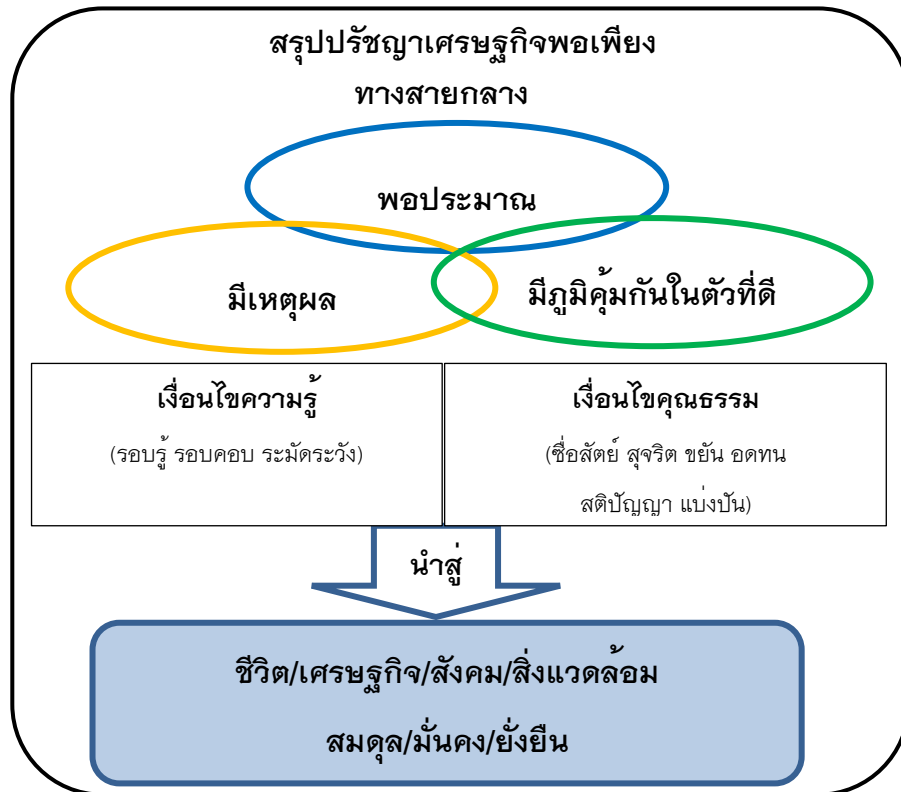 สรุปปรัชญาเศรษฐกิจพอเพียง
ทางสายกลาง
พอประมาณ
มีเหตุผล
มีภูมิคุ้มกันในตัวที่ดี
เงื่อนไขความรู้
(รอบรู้ รอบคอบ ระมัดระวัง)
เงื่อนไขคุณธรรม
(ซื่อสัตย์ สุจริต ขยัน อดทน
สติปัญญา แบ่งปัน)
นำสู่
ชีวิต/เศรษฐกิจ/สังคม/สิ่งแวดล้อม
สมดุล/มั่นคง/ยั่งยืน